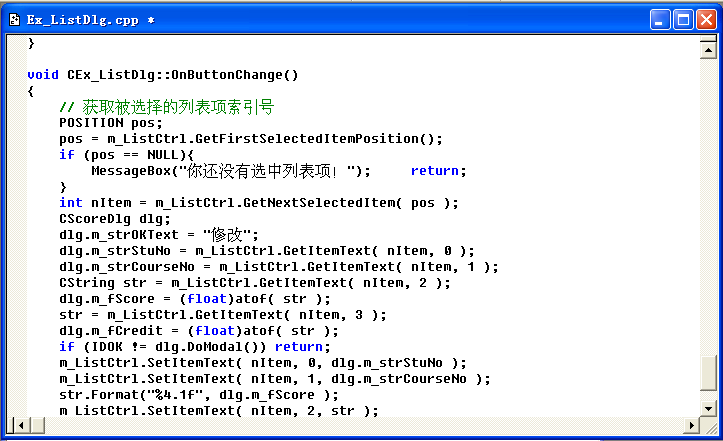 Ex_ListDlg.cpp *
}
void CEx_ListDlg::OnButtonChange()
{
// 获取被选择的列表项索引号
POSITION pos;
pos = m_ListCtrl.GetFirstSelectedItemPosition();
if (pos == NULL){
MessageBox("你还没有选中列表项!");     return;
}
int nItem = m_ListCtrl.GetNextSelectedItem( pos );
CScoreDlg dlg;
dlg.m_strOKText = "修改";
dlg.m_strStuNo = m_ListCtrl.GetItemText( nItem, 0 );
dlg.m_strCourseNo = m_ListCtrl.GetItemText( nItem, 1 );
CString str = m_ListCtrl.GetItemText( nItem, 2 );
dlg.m_fScore = (float)atof( str );
str = m_ListCtrl.GetItemText( nItem, 3 );
dlg.m_fCredit = (float)atof( str );
if (IDOK != dlg.DoModal()) return;
m_ListCtrl.SetItemText( nItem, 0, dlg.m_strStuNo );
m_ListCtrl.SetItemText( nItem, 1, dlg.m_strCourseNo );
str.Format("%4.1f", dlg.m_fScore );
m_ListCtrl.SetItemText( nItem, 2, str );